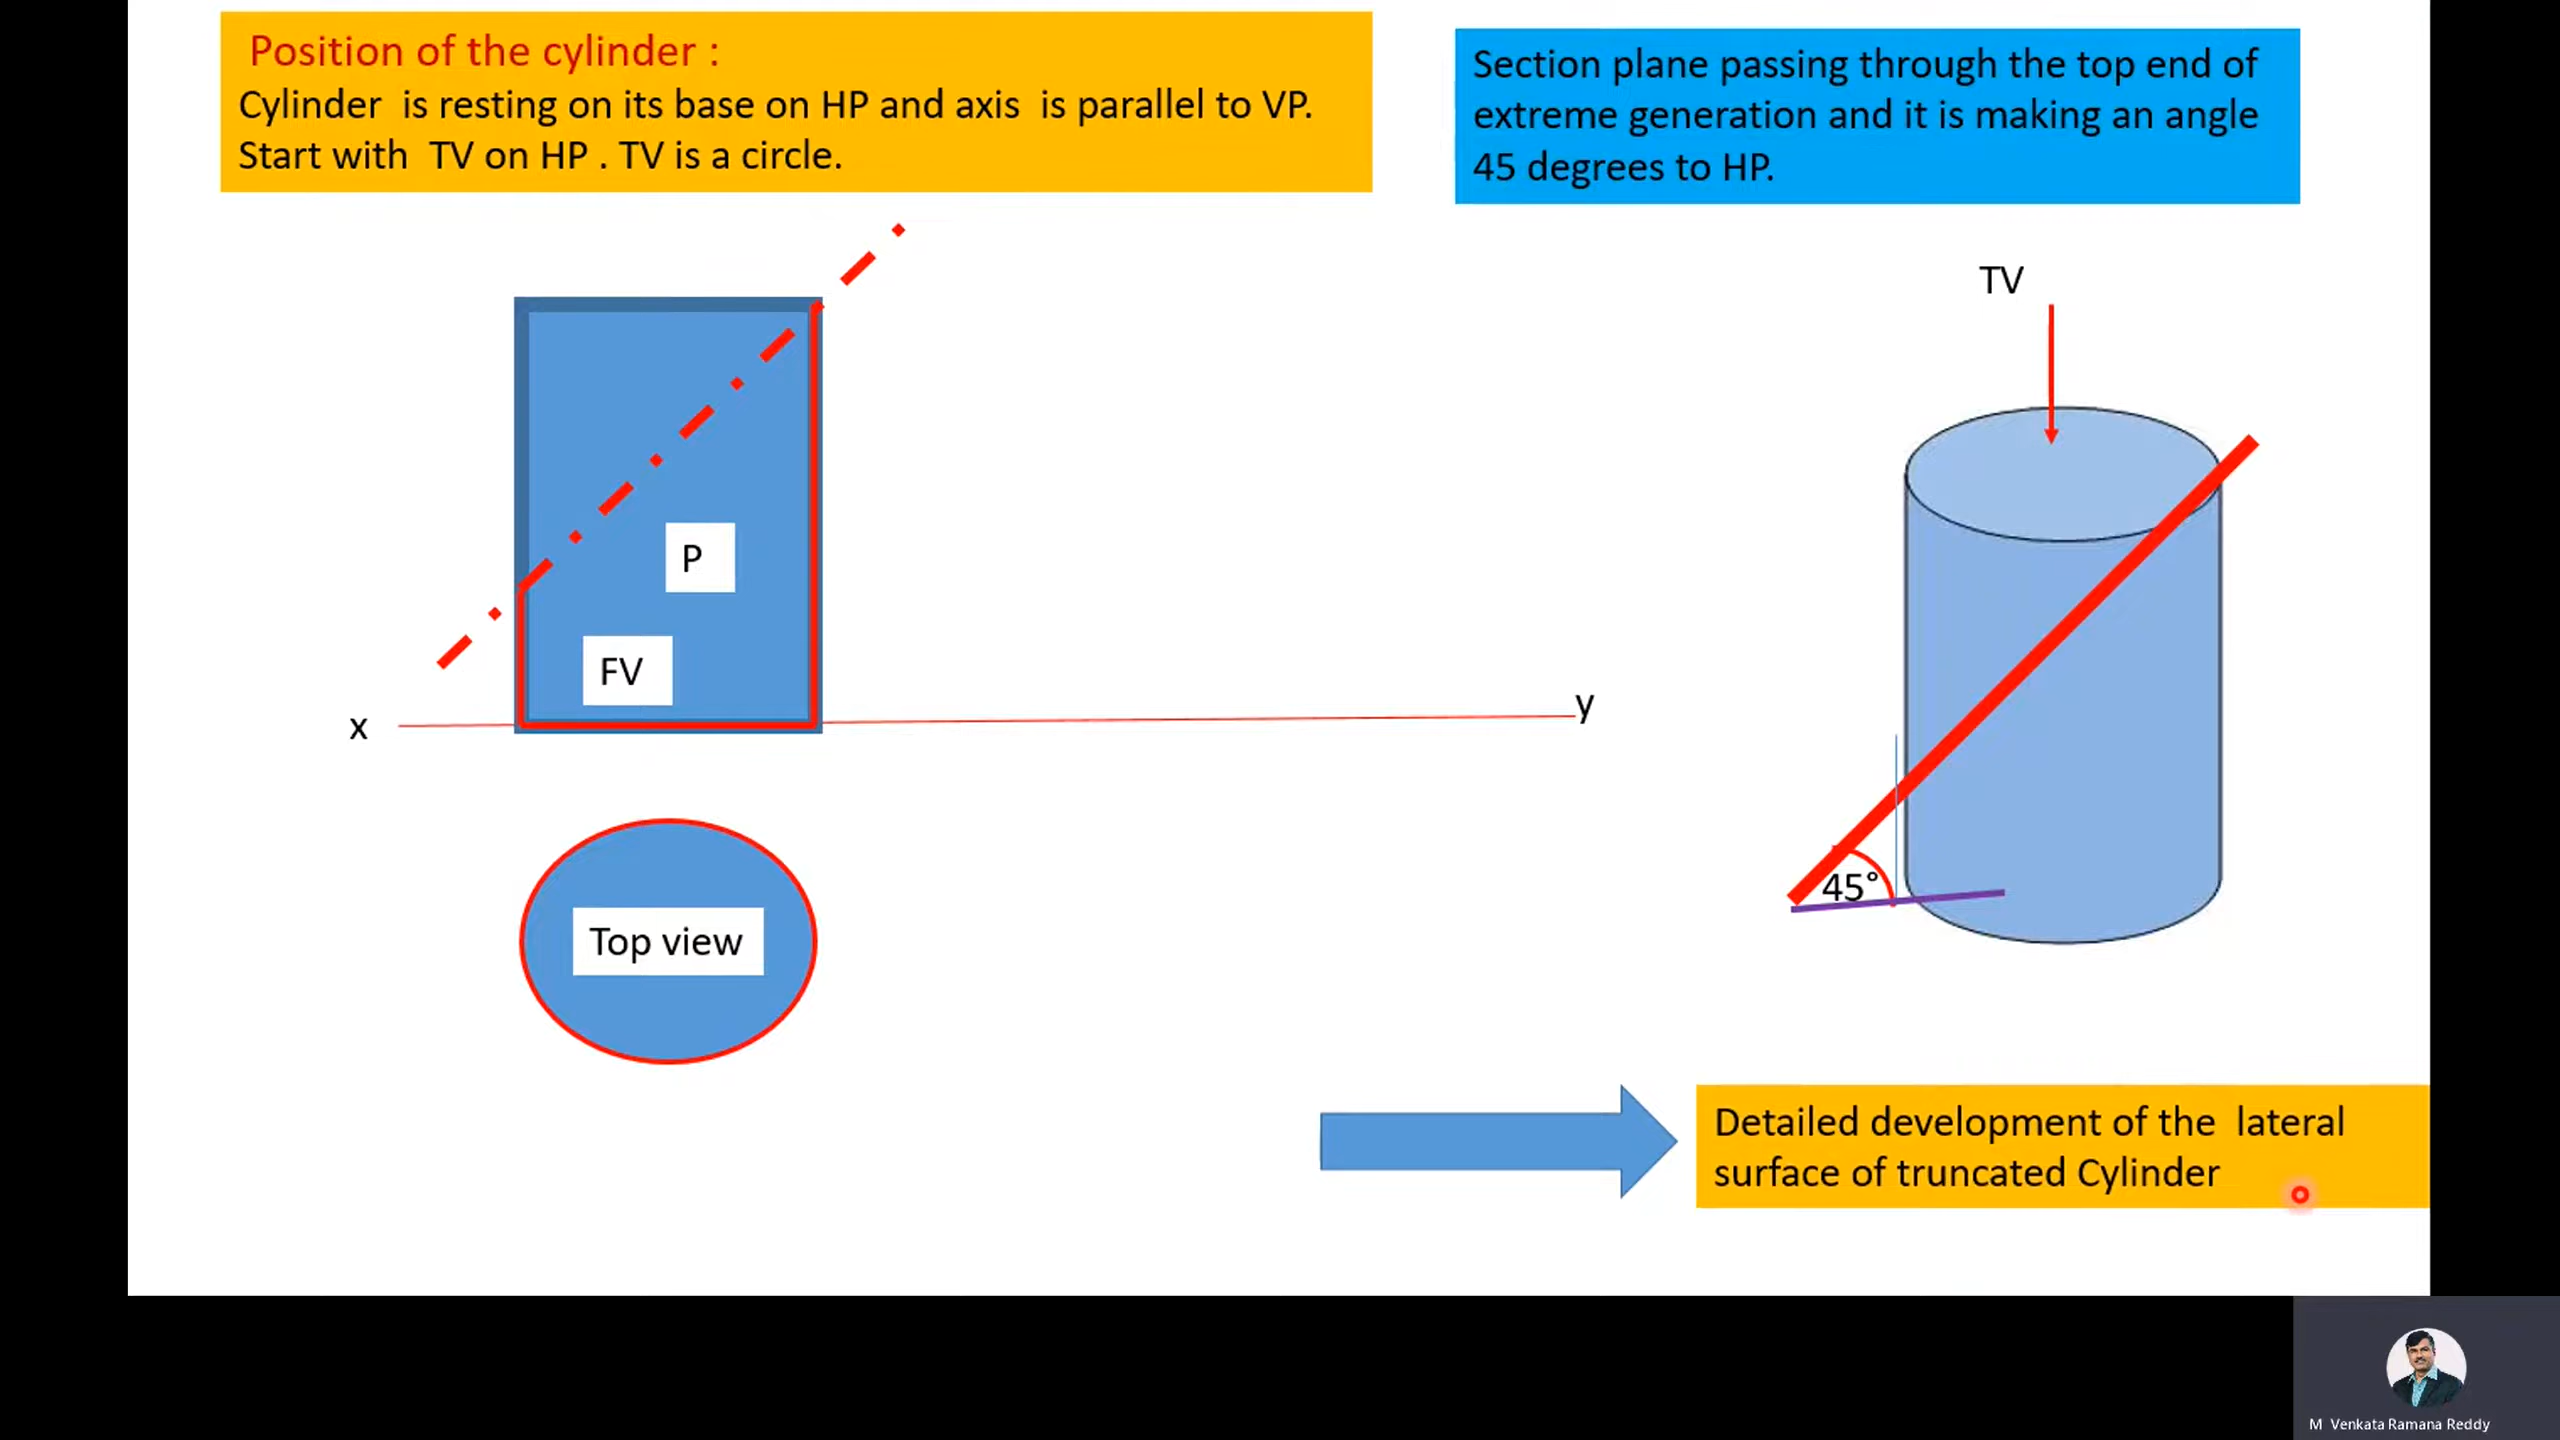 Position of the cylinder :
Cylinder is resting on its base on HP and axis is parallel to VP.
Start with TV on HP . TV is a circle.
Section plane passing through the top end of
extreme generation and it is making an angle
45 degrees to HP.
TV
P
FV
x
y
45°
Top view
Detailed development of the lateral
surface of truncated Cylinder
M Venkata Ramana Reddy